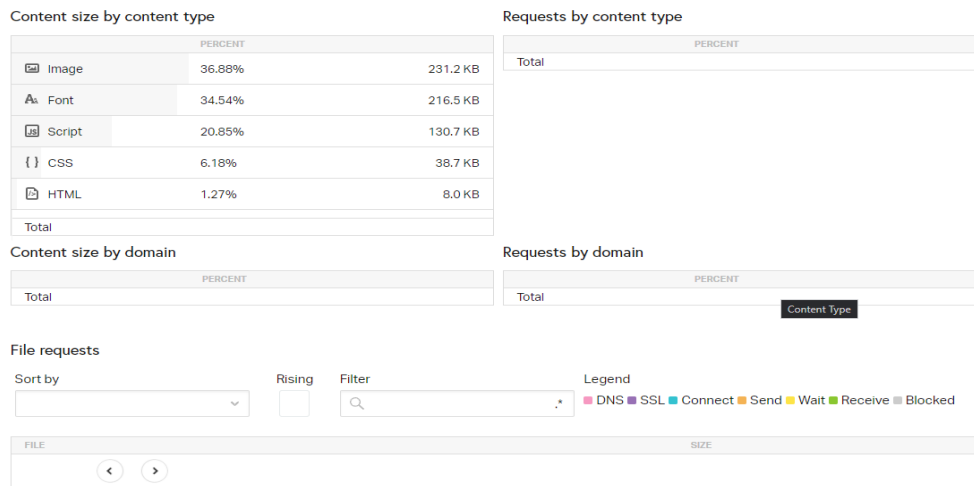 Content size by content type
PERCENT
Image 36.88% 231.2 KB
Font 34.54% 216.5 KB
Script 20.85% 130.7 KB
CSS 6.18% 38.7 KB
HTML 1.27% 8.0 KB
Total
Requests by content type
PERCENT
Total
Content size by domain
PERCENT
Total
Requests by domain
PERCENT
Total
Content Type
File requests
Sort by
Rising
Filter
.*
Legend
DNS SSL Connect Send Wait Receive Blocked
FILE SIZE